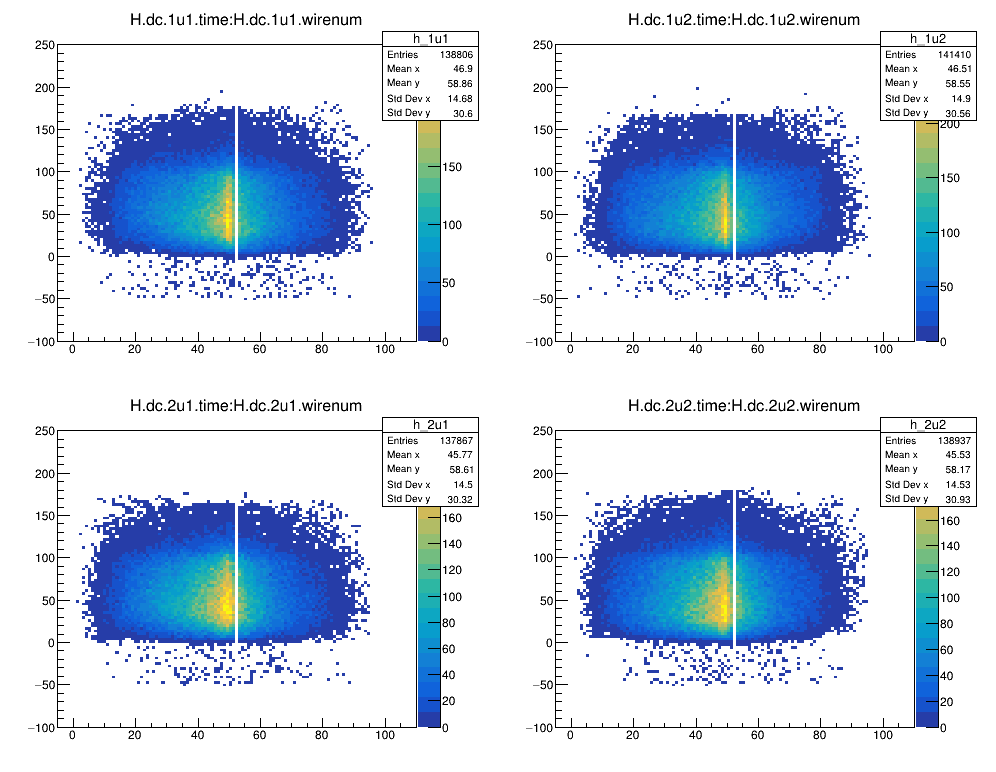 H.dc.1u1.time:H.dc.1u1.wirenum
h_1u1
Entries 138806
Mean x 46.9
Mean y 58.86
Std Dev x 14.68
Std Dev y 30.6
250
200
150
100
50
0
−50
−100
0 20 40 60 80 100
150
100
50
0
H.dc.1u2.time:H.dc.1u2.wirenum
h_1u2
Entries 141410
Mean x 46.51
Mean y 58.55
Std Dev x 14.9
Std Dev y 30.56
250
200
150
100
50
0
−50
−100
0 20 40 60 80 100
200
150
100
50
0
H.dc.2u1.time:H.dc.2u1.wirenum
h_2u1
Entries 137867
Mean x 45.77
Mean y 58.61
Std Dev x 14.5
Std Dev y 30.32
250
200
150
100
50
0
−50
−100
0 20 40 60 80 100
160
140
120
100
80
60
40
20
0
H.dc.2u2.time:H.dc.2u2.wirenum
h_2u2
Entries 138937
Mean x 45.53
Mean y 58.17
Std Dev x 14.53
Std Dev y 30.93
250
200
150
100
50
0
−50
−100
0 20 40 60 80 100
160
140
120
100
80
60
40
20
0